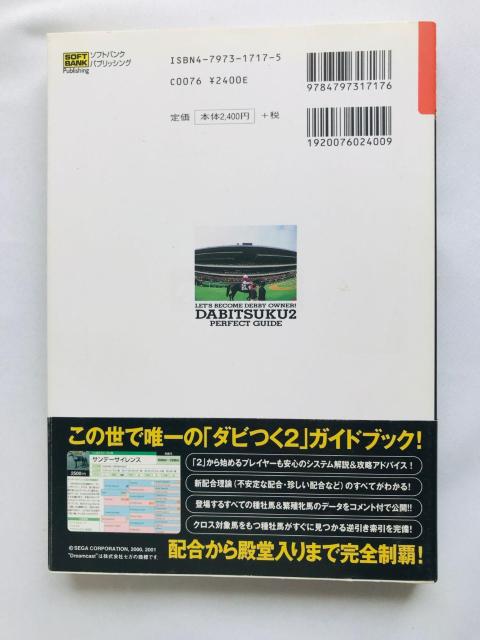 SOFT BANK Publishing
ソフトバンク
パブリッシング
ISBN4-7973-1717-5
C0076 ¥2400E
定価 本体2,400円 +税
9784797317176
1920076024009
LET'S BECOME DERBY OWNER!
DABITSUKU2
PERFECT GUIDE
この世で唯一の「ダビつく2」ガイドブック!
サンデーサイレンス
2500円
「2」から始めるプレイヤーも安心のシステム解説&攻略アドバイス!
新配合理論(不安定な配合・珍しい配合など)のすべてがわかる!
登場するすべての種牡馬&繁殖牝馬のデータをコメント付で公開!!
クロス対象馬をもつ種牡馬がすぐに見つかる逆引き索引を完備!
©SEGA CORPORATION, 2000, 2001
"Dreamcast"は株式会社セガの商標です。
配合から殿堂入りまで完全制覇!